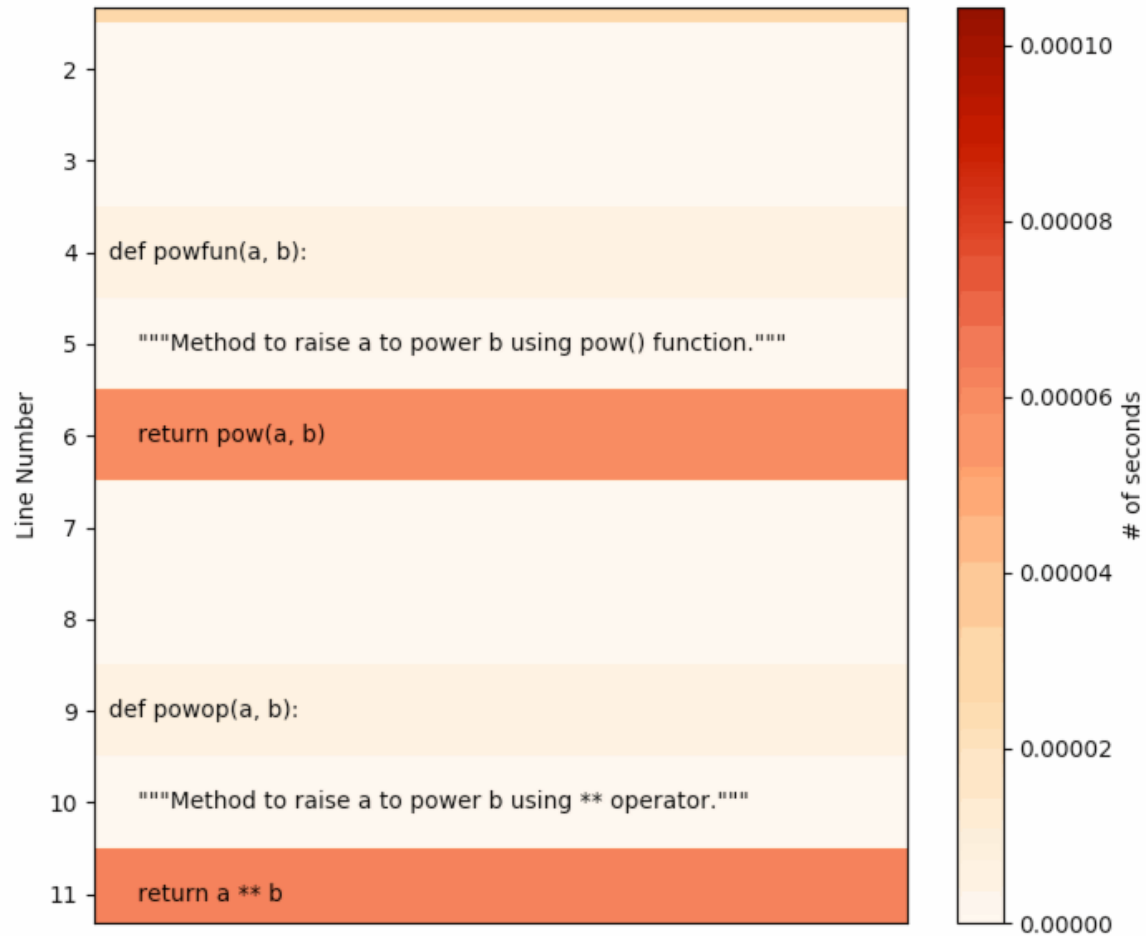 2
3
4 def powfun(a, b):
5 """Method to raise a to power b using pow() function."""
6 return pow(a, b)
7
8
9 def powop(a, b):
10 """Method to raise a to power b using ** operator."""
11 return a ** b
Line Number
0.00010
0.00008
0.00006
0.00004
0.00002
0.00000
# of seconds